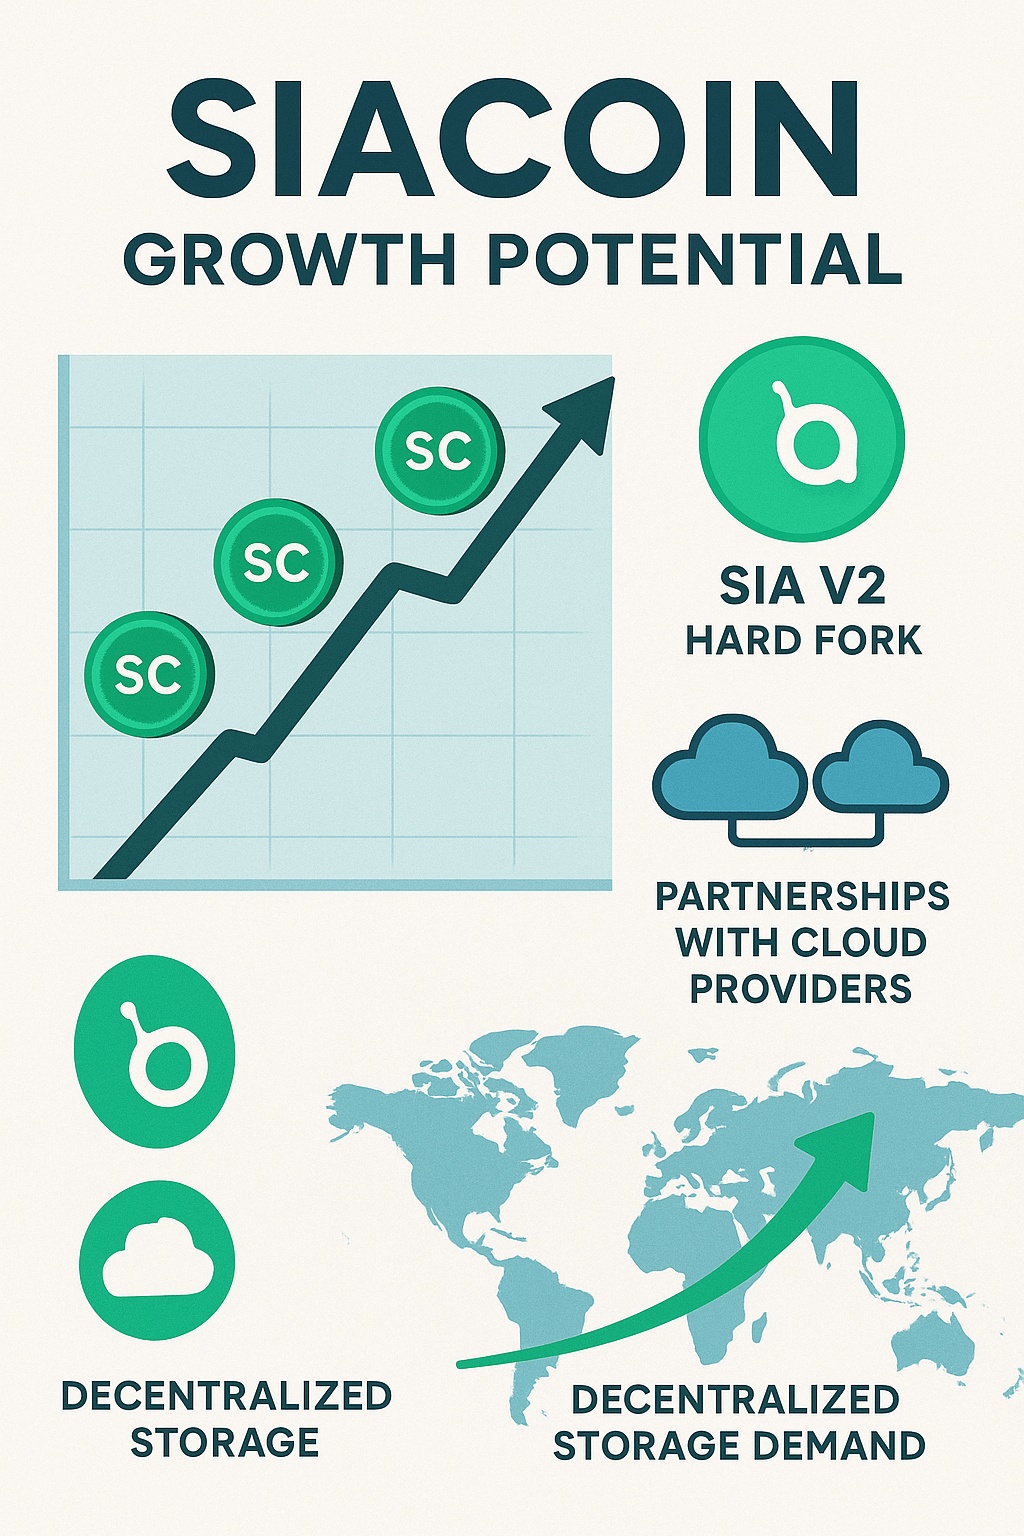 SIACOIN
GROWTH POTENTIAL
SC
SC
SC
SIA V2
HARD FORK
PARTNERSHIPS
WITH CLOUD
PROVIDERS
DECENTRALIZED
STORAGE
DECENTRALIZED
STORAGE DEMAND